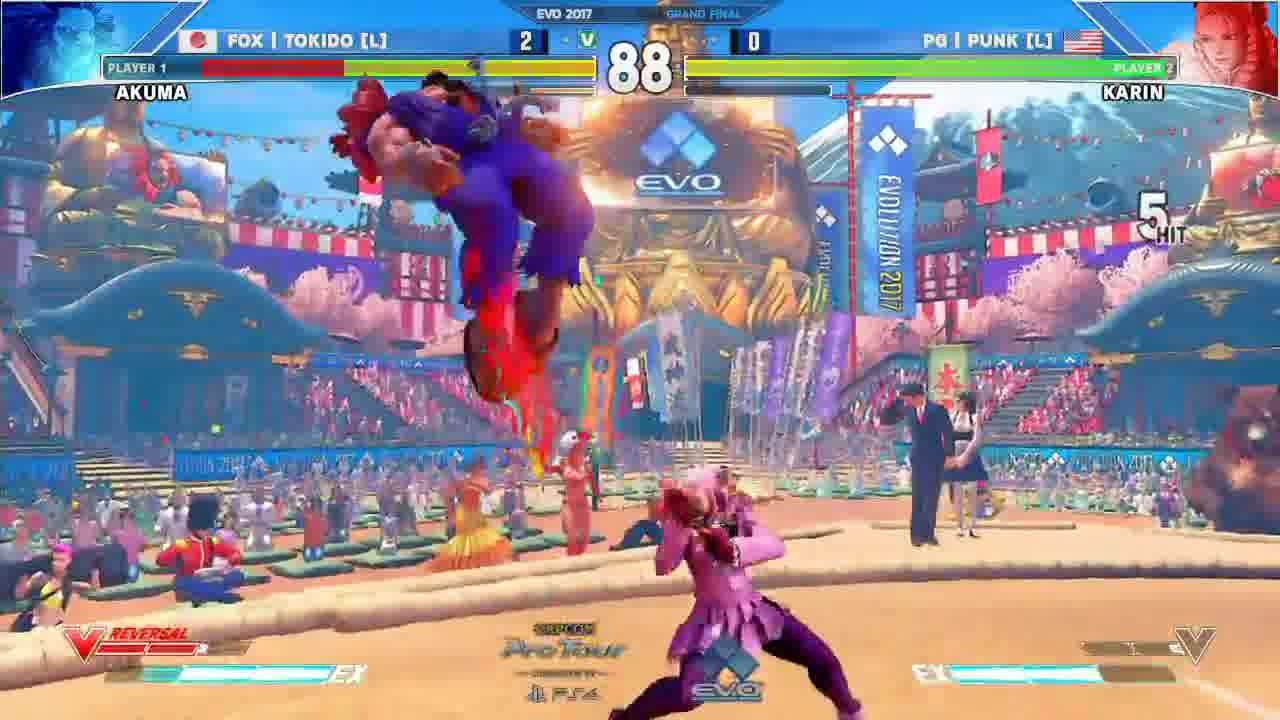 EVO 2017 GRAND FINAL
FOX | TOKIDO [L] 2 V 88 0 PG | PUNK [L]
PLAYER 1 PLAYER 2
AKUMA KARIN
EVO
EVOLUTION 2017
5
HIT
V REVERSAL
EX EX
CAPCOM
Pro Tour
PS4
EVO